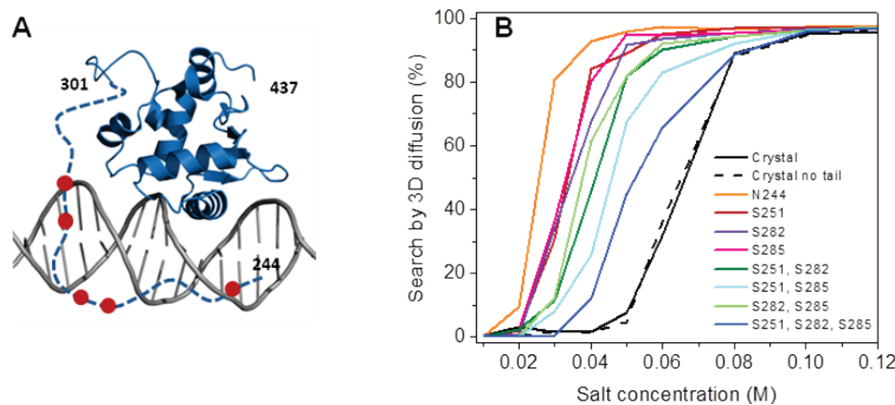 A
301
437
244
B
Search by 3D diffusion (%)
100
80
60
40
20
0
Crystal
Crystal no tail
N244
S251
S282
S285
S251, S282
S251, S285
S282, S285
S251, S282, S285
0.02 0.04 0.06 0.08 0.10 0.12
Salt concentration (M)